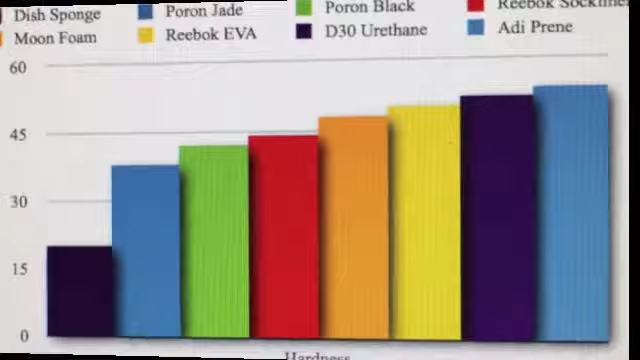 Dish Sponge Poron Jade Poron Black Reebok
Moon Foam Reebok EVA D30 Urethane Adi Prene
60
45
30
15
0
Hardness